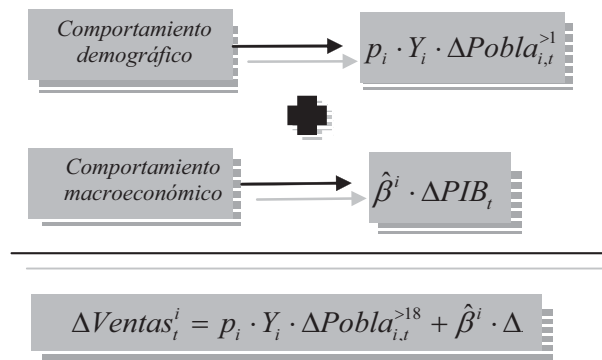 Comportamiento
demográfico
p_i · Y_i · ΔPobla_{i,t}^{>1}
Comportamiento
macroeconómico
β̂^i · ΔPIB_t
ΔVentas_t^i = p_i · Y_i · ΔPobla_{i,t}^{>18} + β̂^i · Δ